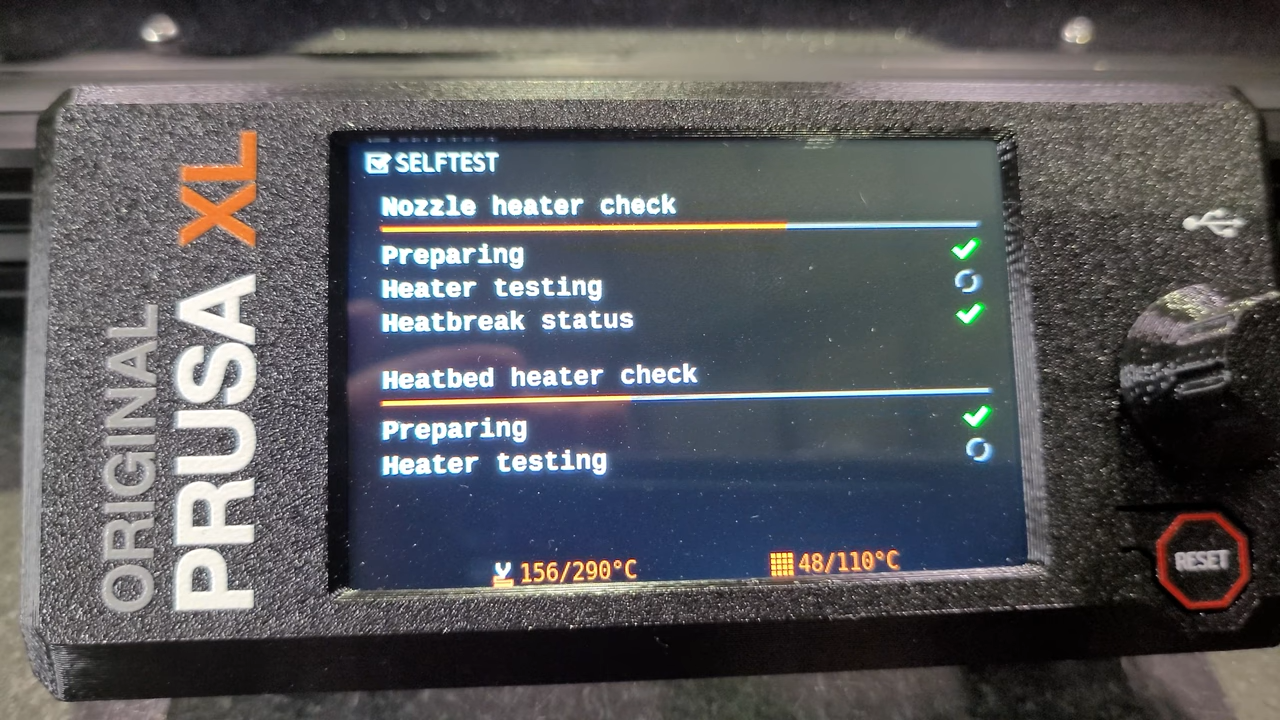 ORIGINAL
PRUSA XL
SELFTEST
Nozzle heater check
Preparing
Heater testing
Heatbreak status
Heatbed heater check
Preparing
Heater testing
156/290°C
48/110°C
RESET